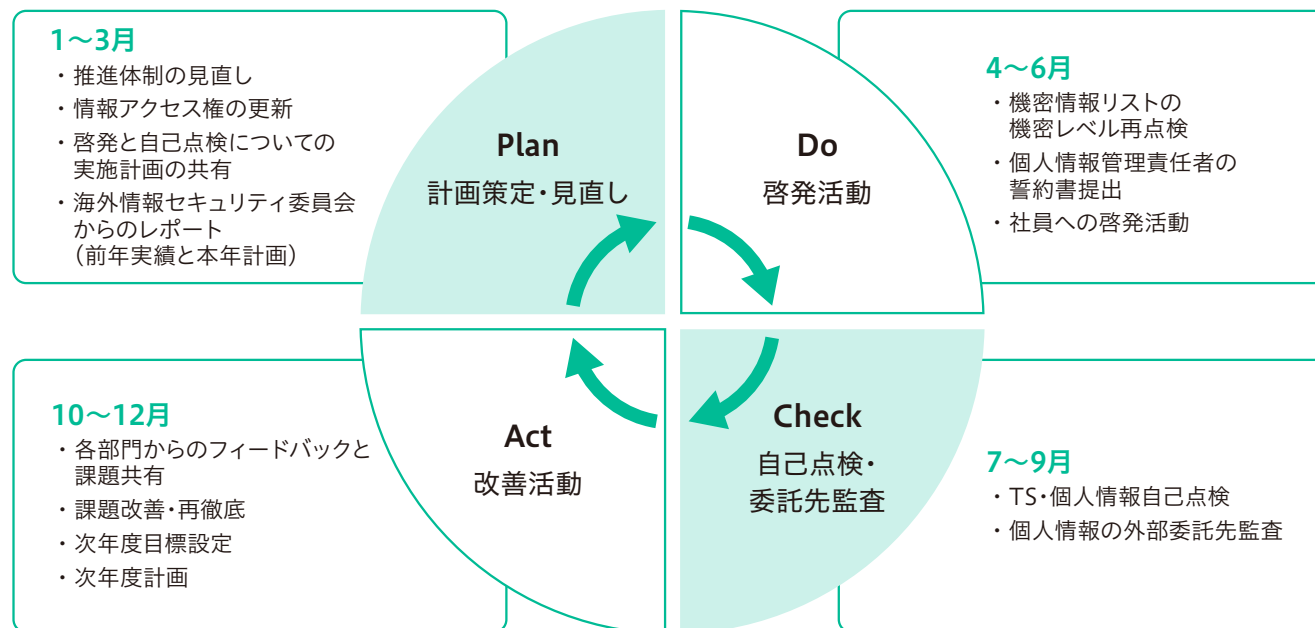 1〜3月
・推進体制の見直し
・情報アクセス権の更新
・啓発と自己点検についての
実施計画の共有
・海外情報セキュリティ委員会
からのレポート
（前年実績と本年計画）
Plan
計画策定・見直し
Do
啓発活動
4〜6月
・機密情報リストの
機密レベル再点検
・個人情報管理責任者の
誓約書提出
・社員への啓発活動
10〜12月
・各部門からのフィードバックと
課題共有
・課題改善・再徹底
・次年度目標設定
・次年度計画
Act
改善活動
Check
自己点検・
委託先監査
7〜9月
・TS・個人情報自己点検
・個人情報の外部委託先監査